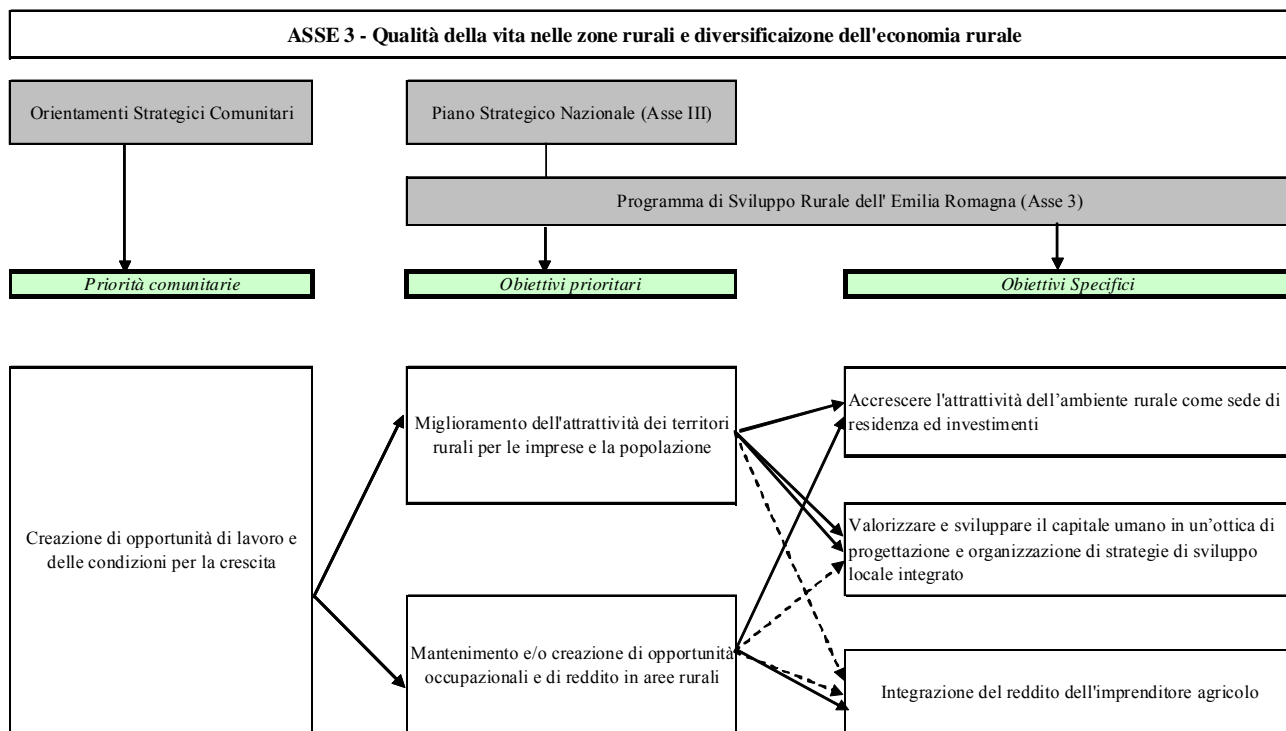 ASSE 3 - Qualità della vita nelle zone rurali e diversificaizone dell'economia rurale
Orientamenti Strategici Comunitari
Piano Strategico Nazionale (Asse III)
Programma di Sviluppo Rurale dell' Emilia Romagna (Asse 3)
Priorità comunitarie
Obiettivi prioritari
Obiettivi Specifici
Creazione di opportunità di lavoro e
delle condizioni per la crescita
Miglioramento dell'attrattività dei territori
rurali per le imprese e la popolazione
Mantenimento e/o creazione di opportunità
occupazionali e di reddito in aree rurali
Accrescere l'attrattività dell’ambiente rurale come sede di
residenza ed investimenti
Valorizzare e sviluppare il capitale umano in un’ottica di
progettazione e organizzazione di strategie di sviluppo
locale integrato
Integrazione del reddito dell'imprenditore agricolo